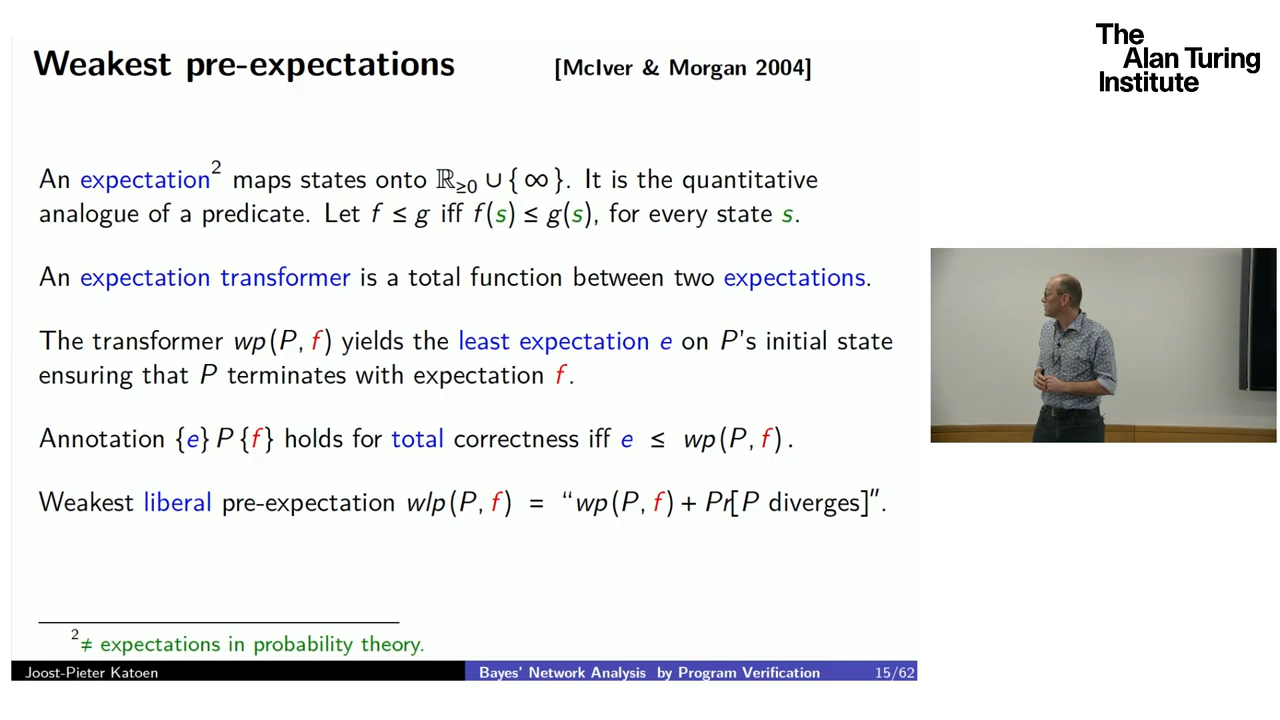 The
Alan Turing
Institute
Weakest pre-expectations [McIver & Morgan 2004]
An expectation² maps states onto ℝ≥0 ∪ {∞}. It is the quantitative
analogue of a predicate. Let f ≤ g iff f(s) ≤ g(s), for every state s.
An expectation transformer is a total function between two expectations.
The transformer wp(P, f) yields the least expectation e on P's initial state
ensuring that P terminates with expectation f.
Annotation {e} P {f} holds for total correctness iff e ≤ wp(P, f).
Weakest liberal pre-expectation wlp(P, f) = “wp(P, f) + Pr[P diverges]”.
²≠ expectations in probability theory.
Joost-Pieter Katoen Bayes' Network Analysis by Program Verification 15/62